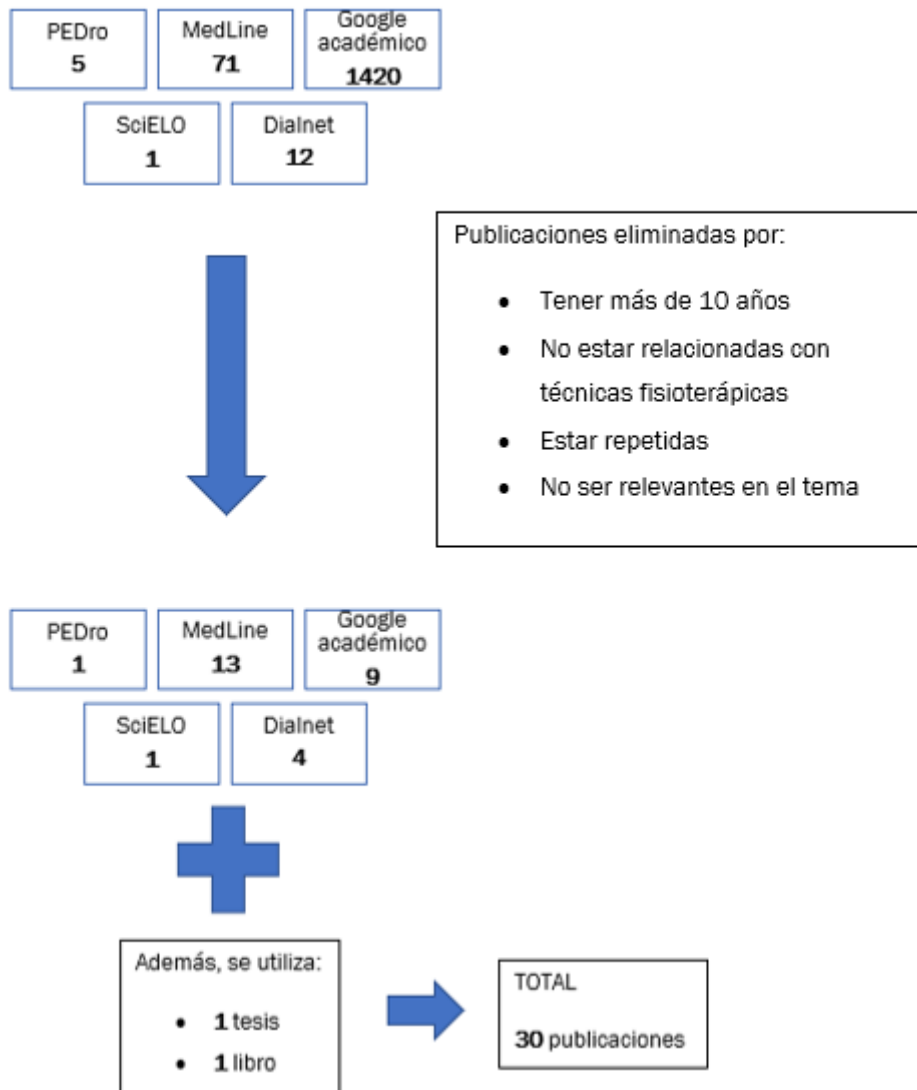 PEDro
5
MedLine
71
Google
académico
1420
SciELO
1
Dialnet
12
Publicaciones eliminadas por:
• Tener más de 10 años
• No estar relacionadas con
técnicas fisioterápicas
• Estar repetidas
• No ser relevantes en el tema
PEDro
1
MedLine
13
Google
académico
9
SciELO
1
Dialnet
4
Además, se utiliza:
• 1 tesis
• 1 libro
TOTAL
30 publicaciones